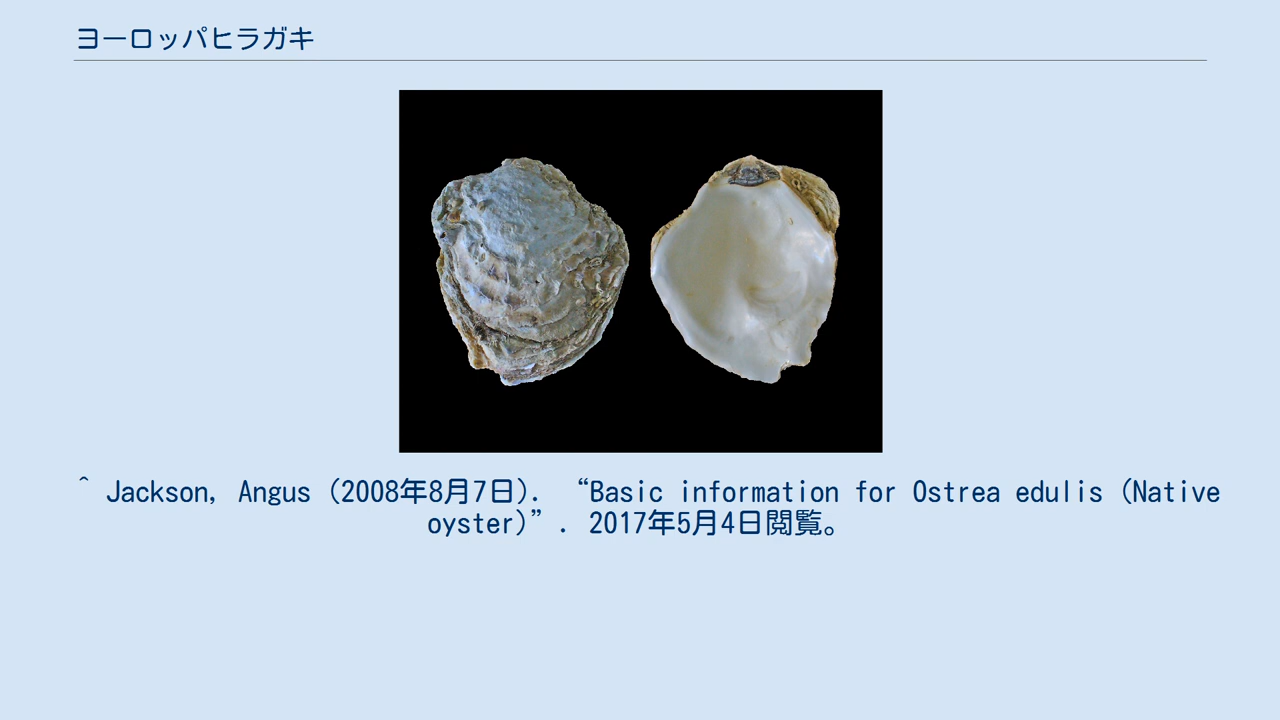 ヨーロッパヒラガキ
^ Jackson, Angus (2008年8月7日). “Basic information for Ostrea edulis (Native
oyster)”. 2017年5月4日閲覧。